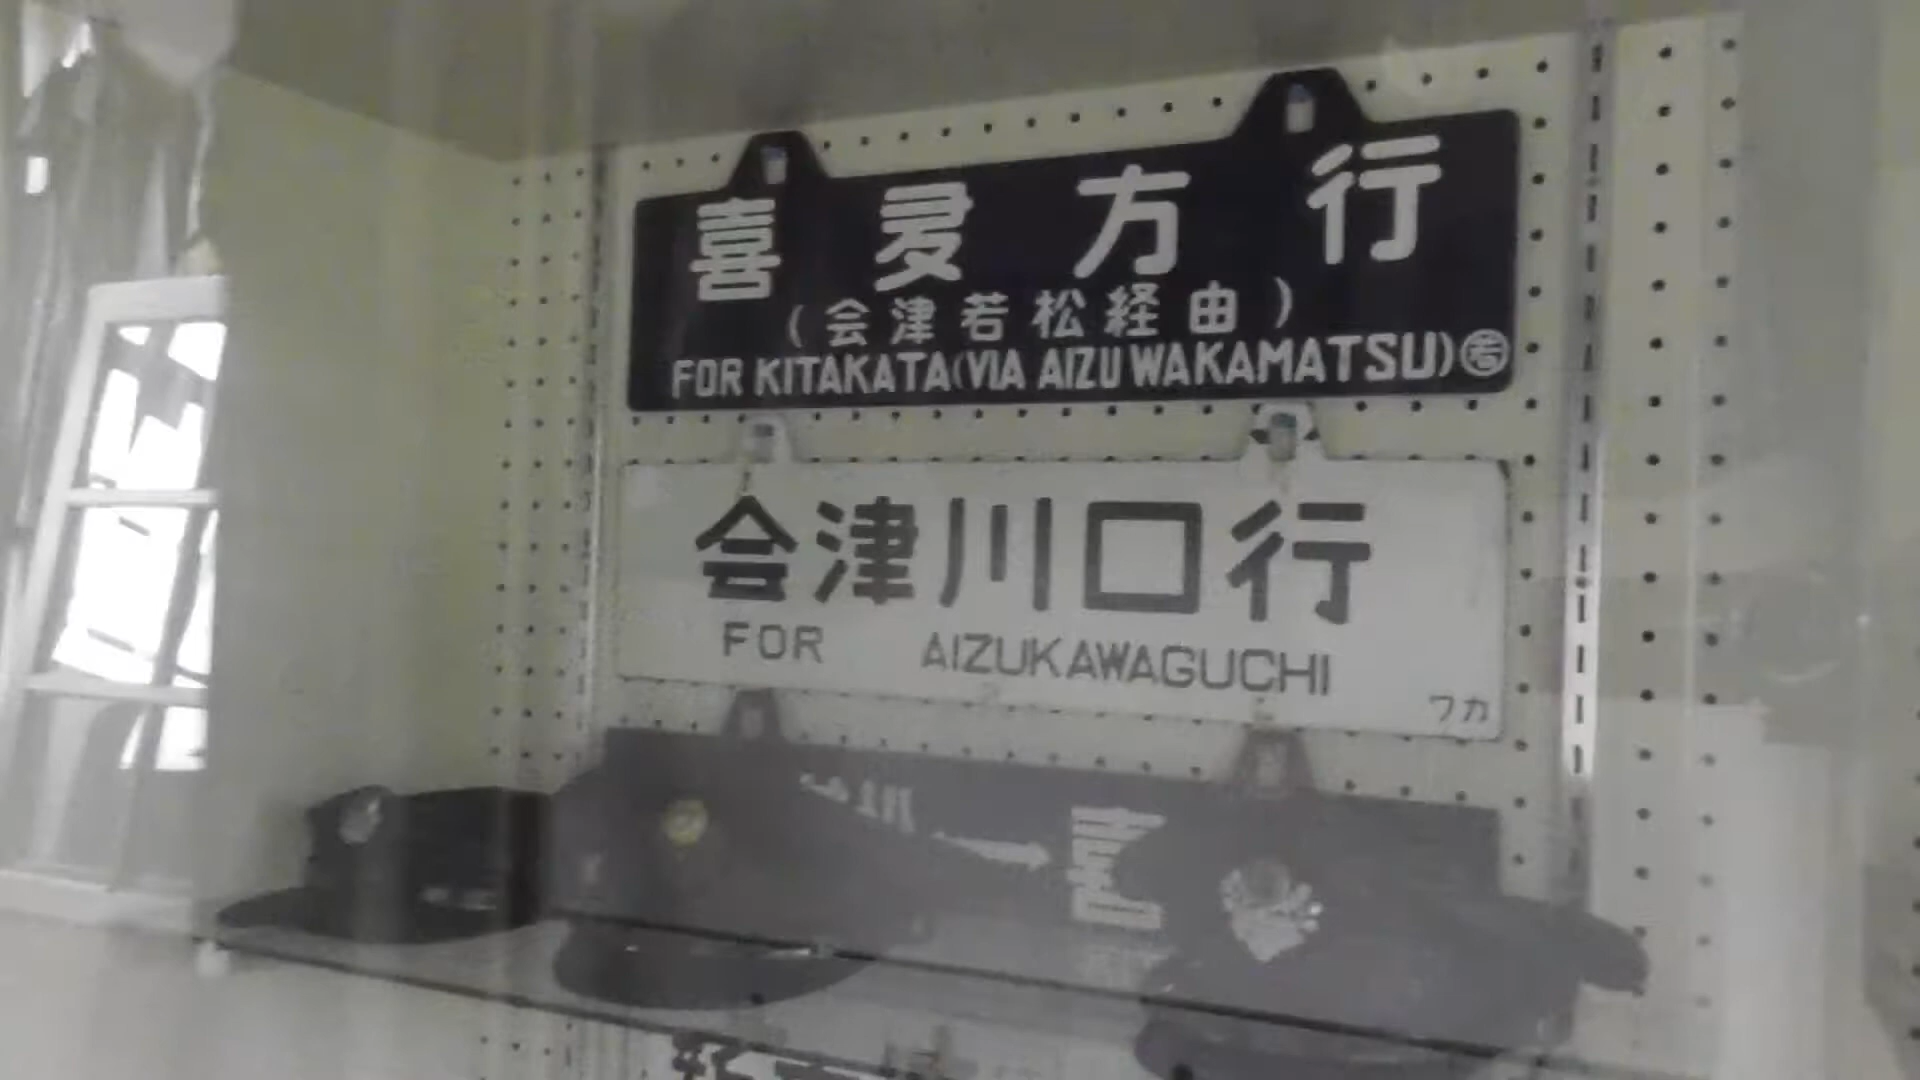 喜多方行
(会津若松経由)
FOR KITAKATA(VIA AIZU WAKAMATSU)㊝
会津川口行
FOR AIZUKAWAGUCHI
ワカ